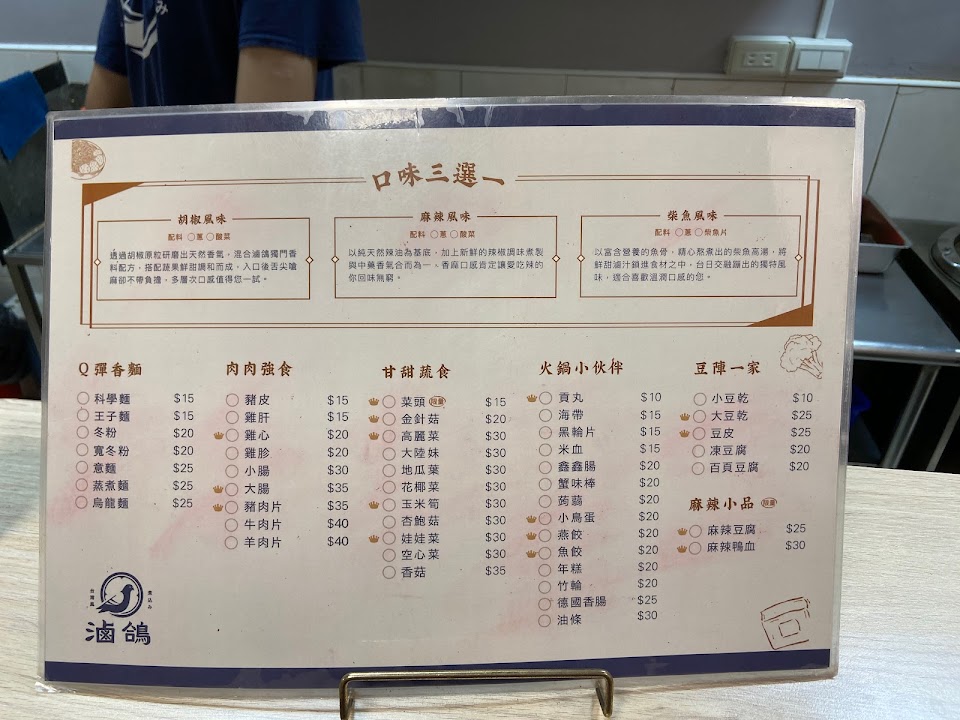 口味三選一
胡椒風味
配料 ○蔥 ○酸菜
透過胡椒原粒研磨出天然香氣，混合滷鴿獨門香
料配方，搭配蔬果鮮甜調和而成，入口後舌尖嗆
麻卻不帶負擔，多層次口感值得您一試。
麻辣風味
配料 ○蔥 ○酸菜
以純天然辣油為基底，加上新鮮的辣椒調味煮製
與中藥香氣合而為一，香麻口感肯定讓愛吃辣的
你回味無窮。
柴魚風味
配料 ○蔥 ○柴魚片
以富含營養的魚骨，精心熬煮出的柴魚高湯，將
鮮甜滷汁鎖進食材之中，台日交融蹦出的獨特風
味，適合喜歡溫潤口感的您。
Q彈香麵
科學麵 $15
王子麵 $15
冬粉 $20
寬冬粉 $20
意麵 $25
蒸煮麵 $25
烏龍麵 $25
肉肉強食
豬皮 $15
雞肝 $15
雞心 $20
雞胗 $20
小腸 $30
大腸 $35
豬肉片 $35
牛肉片 $40
羊肉片 $40
甘甜蔬食
菜頭 限量 $15
金針菇 $20
高麗菜 $30
大陸妹 $30
地瓜葉 $30
花椰菜 $30
玉米筍 $30
杏鮑菇 $30
娃娃菜 $30
空心菜 $30
香菇 $35
火鍋小伙伴
貢丸 $10
海帶 $15
黑輪片 $15
米血 $15
鑫鑫腸 $20
蟹味棒 $20
蒟蒻 $20
小鳥蛋 $20
燕餃 $20
魚餃 $20
年糕 $20
竹輪 $20
德國香腸 $25
油條 $30
豆陣一家
小豆乾 $10
大豆乾 $25
豆皮 $25
凍豆腐 $20
百頁豆腐 $20
麻辣小品 限量
麻辣豆腐 $25
麻辣鴨血 $30
台灣風
煮込み
滷鴿